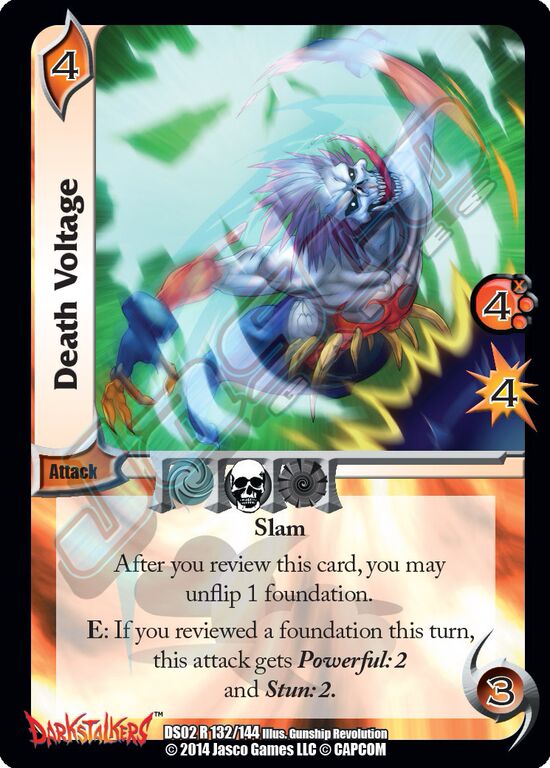 4
Death Voltage
4
4
Attack
Slam
After you review this card, you may
unflip 1 foundation.
E: If you reviewed a foundation this turn,
this attack gets Powerful: 2
and Stun: 2.
3
DARKSTALKERS™
DS02 R 132/144 Illus. Gunship Revolution
© 2014 Jasco Games LLC © CAPCOM